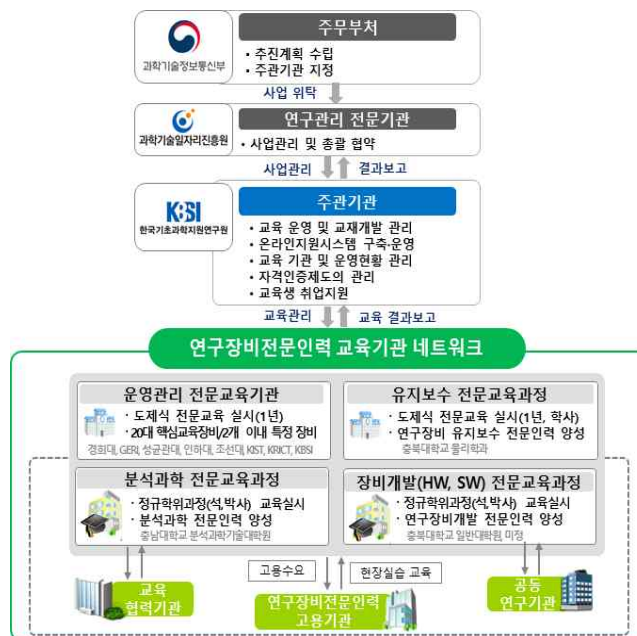 주무부처
과학기술정보통신부
• 추진계획 수립
• 주관기관 지정
사업 위탁
연구관리 전문기관
과학기술일자리진흥원
• 사업관리 및 총괄 협약
사업관리
결과보고
주관기관
KBSI
한국기초과학지원연구원
• 교육 운영 및 교재개발 관리
• 온라인지원시스템 구축·운영
• 교육 기관 및 운영현황 관리
• 자격인증제도의 관리
• 교육생 취업지원
교육관리
교육 결과보고
연구장비전문인력 교육기관 네트워크
운영관리 전문교육기관
· 도제식 전문교육 실시(1년)
· 20대 핵심교육장비/2개 이내 특정 장비
경희대, GERI, 성균관대, 인하대, 조선대, KIST, KRICT, KBSI
유지보수 전문교육과정
· 도제식 전문교육 실시(1년, 학사)
· 연구장비 유지보수 전문인력 양성
충북대학교 물리학과
분석과학 전문교육과정
· 정규학위과정(석,박사) 교육실시
· 분석과학 전문인력 양성
충남대학교 분석과학기술대학원
장비개발(HW, SW) 전문교육과정
· 정규학위과정(석,박사) 교육실시
· 연구장비개발 전문인력 양성
충북대학교 일반대학원, 미정
고용수요
현장실습 교육
교육
협력기관
연구장비전문인력
고용기관
공동
연구기관